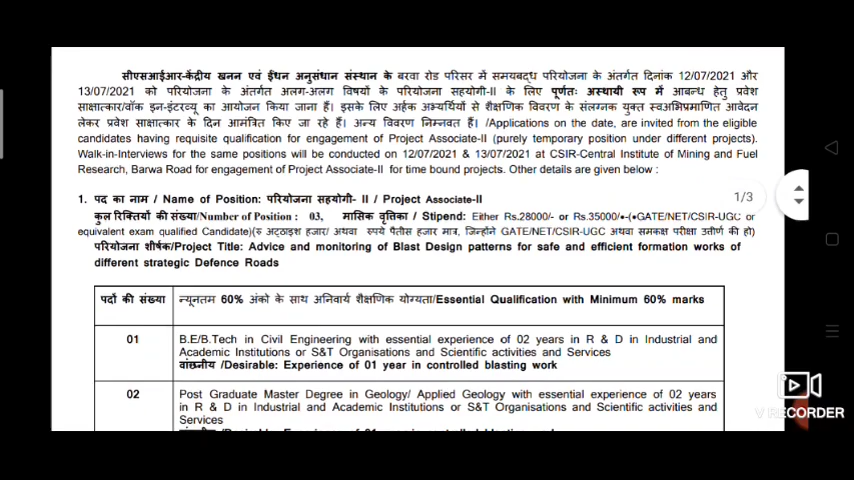 सीएसआईआर-केंद्रीय खनन एवं ईंधन अनुसंधान संस्थान के बरवा रोड परिसर में समयबद्ध परियोजना के अंतर्गत दिनांक 12/07/2021 और
13/07/2021 को परियोजना के अंतर्गत अलग-अलग विषयों के परियोजना सहयोगी-II के लिए पूर्णतः अस्थायी रूप में आबन्ध हेतु प्रवेश
साक्षात्कार/वॉक इन-इंटरव्यू का आयोजन किया जाना हैं। इसके लिए अर्हक अभ्यर्थियों से शैक्षणिक विवरण के संलग्नक युक्त स्वअभिप्रमाणित आवेदन
लेकर प्रवेश साक्षात्कार के दिन आमंत्रित किए जा रहे हैं। अन्य विवरण निम्नवत हैं। /Applications on the date, are invited from the eligible
candidates having requisite qualification for engagement of Project Associate-II (purely temporary position under different projects).
Walk-in-Interviews for the same positions will be conducted on 12/07/2021 & 13/07/2021 at CSIR-Central Institute of Mining and Fuel
Research, Barwa Road for engagement of Project Associate-II for time bound projects. Other details are given below :
1. पद का नाम / Name of Position: परियोजना सहयोगी- II / Project Associate-II
1/3
कुल रिक्तियों की संख्या/Number of Position : 03, मासिक वृतिका / Stipend: Either Rs.28000/- or Rs.35000/•-(•GATE/NET/CSIR-UGC or
equivalent exam qualified Candidate) (रु अट्ठाइश हजार/ अथवा रुपये पैतीस हजार मात्र, जिन्होंने GATE/NET/CSIR-UGC अथवा समकक्ष परीक्षा उत्तीर्ण की हो)
परियोजना शीर्षक/Project Title: Advice and monitoring of Blast Design patterns for safe and efficient formation works of
different strategic Defence Roads
पदों की संख्या न्यूनतम 60% अंको के साथ अनिवार्य शैक्षणिक योग्यता/Essential Qualification with Minimum 60% marks
01 B.E/B.Tech in Civil Engineering with essential experience of 02 years in R & D in Industrial and
Academic Institutions or S&T Organisations and Scientific activities and Services
वांछनीय /Desirable: Experience of 01 year in controlled blasting work
02 Post Graduate Master Degree in Geology/ Applied Geology with essential experience of 02 years
in R & D in Industrial and Academic Institutions or S&T Organisations and Scientific activities and
Services
V RECORDER